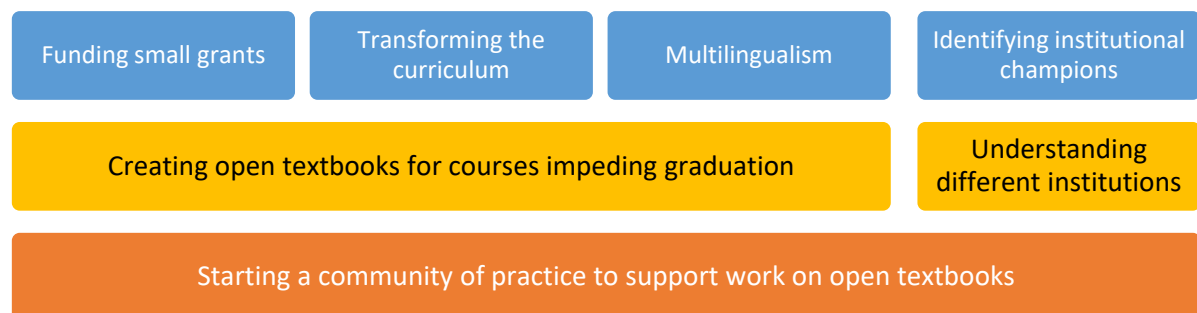 Funding small grants
Transforming the
curriculum
Multilingualism
Identifying institutional
champions
Creating open textbooks for courses impeding graduation
Understanding
different institutions
Starting a community of practice to support work on open textbooks